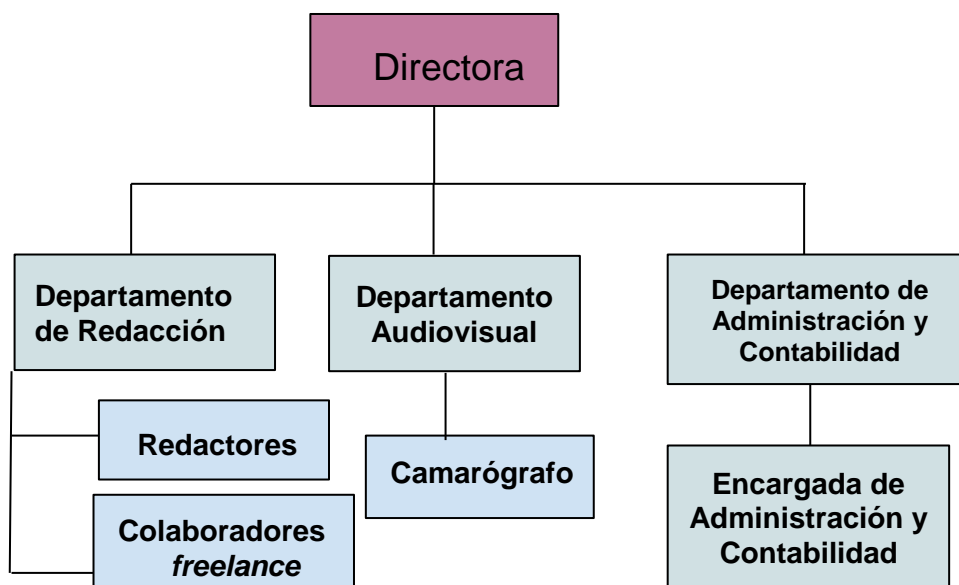 Directora
Departamento
de Redacción
Departamento
Audiovisual
Departamento de
Administración y
Contabilidad
Redactores
Camarógrafo
Colaboradores
freelance
Encargada de
Administración y
Contabilidad